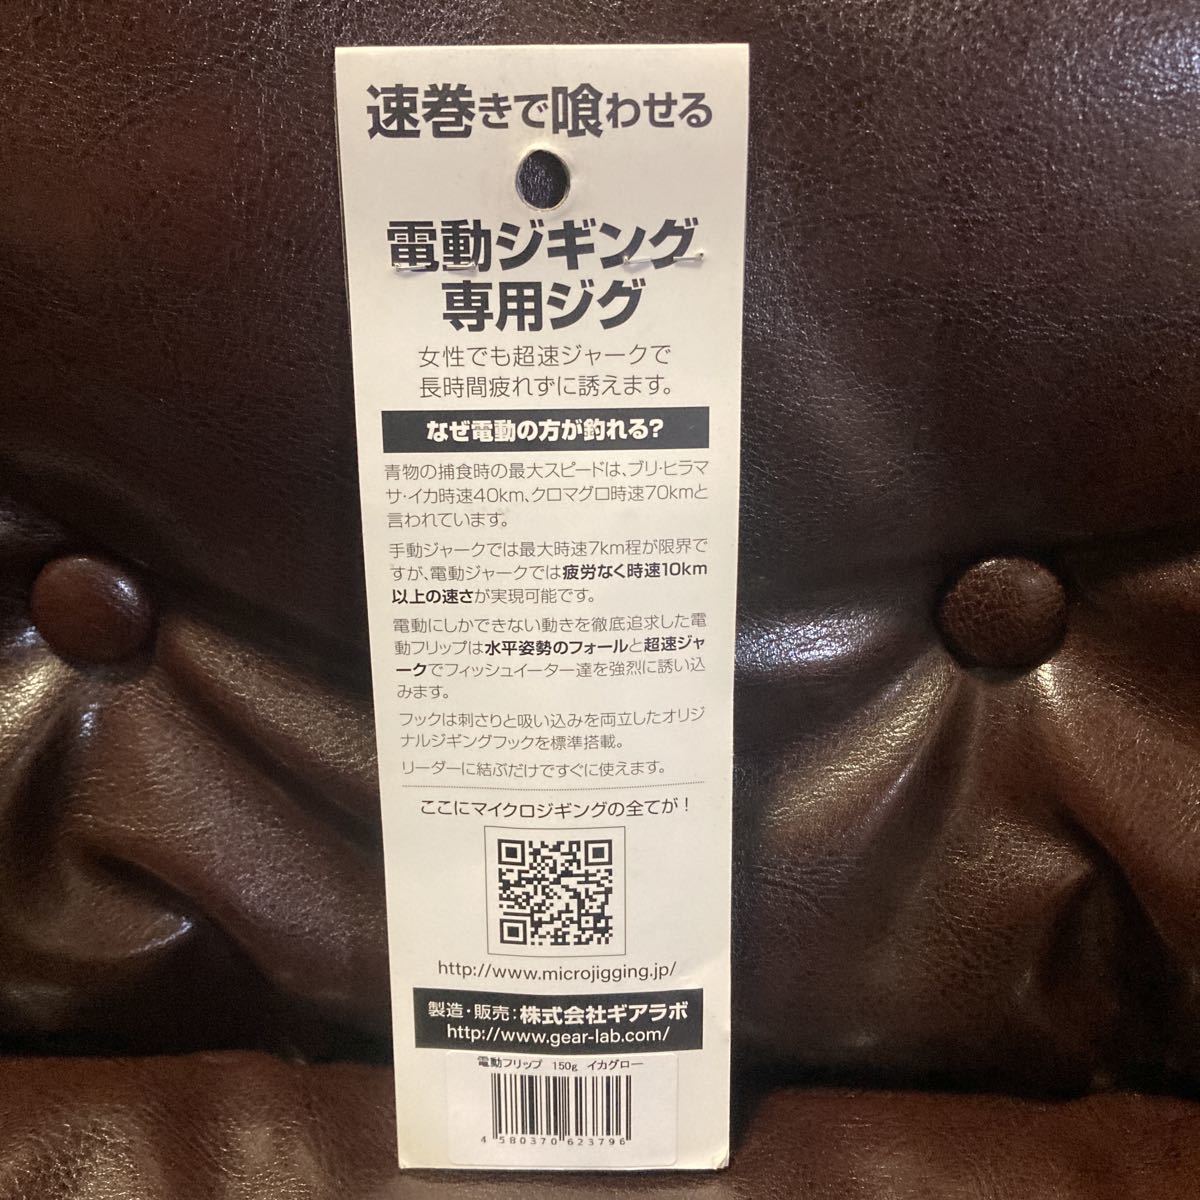 速巻きで喰わせる
電動ジギング
専用ジグ
女性でも超速ジャークで
長時間疲れずに誘えます。
なぜ電動の方が釣れる?
青物の捕食時の最大スピードは、ブリ・ヒラマ
サ・イカ時速40km、クロマグロ時速70kmと
言われています。
手動ジャークでは最大時速7km程が限界で
すが、電動ジャークでは疲労なく時速10km
以上の速さが実現可能です。
電動にしかできない動きを徹底追求した電
動フリップは水平姿勢のフォールと超速ジャ
ークでフィッシュイーター達を強烈に誘い込
みます。
フックは刺さりと吸い込みを両立したオリジ
ナルジギングフックを標準搭載。
リーダーに結ぶだけですぐに使えます。
ここにマイクロジギングの全てが!
http://www.microjigging.jp/
製造・販売:株式会社ギアラボ
http://www.gear-lab.com/
電動フリップ 150g イカグロー
4 580370 623796